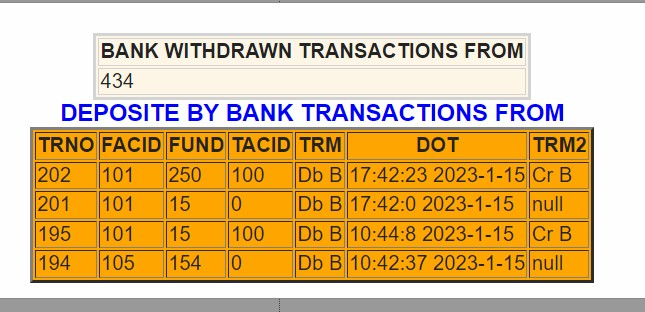 BANK WITHDRAWN TRANSACTIONS FROM
434
DEPOSITE BY BANK TRANSACTIONS FROM
TRNO FACID FUND TACID TRM DOT TRM2
202 101 250 100 Db B 17:42:23 2023-1-15 Cr B
201 101 15 0 Db B 17:42:0 2023-1-15 null
195 101 15 100 Db B 10:44:8 2023-1-15 Cr B
194 105 154 0 Db B 10:42:37 2023-1-15 null